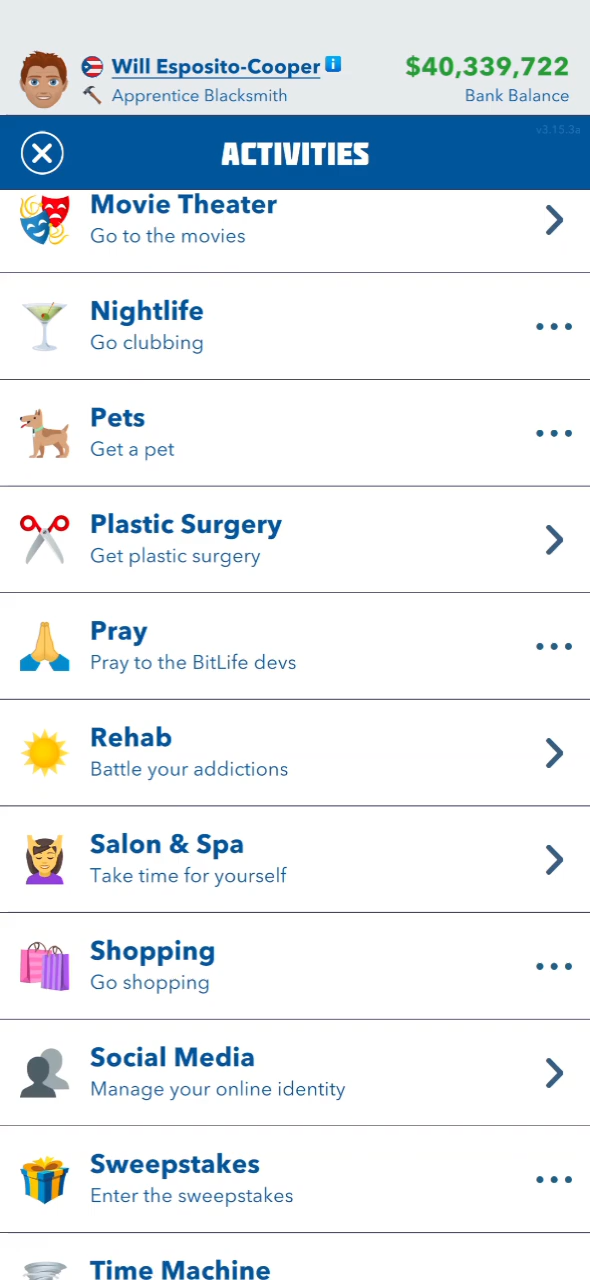 Will Esposito-Cooper
$40,339,722
Apprentice Blacksmith
Bank Balance
v3.15.3a
ACTIVITIES
Movie Theater
Go to the movies
Nightlife
Go clubbing
Pets
Get a pet
Plastic Surgery
Get plastic surgery
Pray
Pray to the BitLife devs
Rehab
Battle your addictions
Salon & Spa
Take time for yourself
Shopping
Go shopping
Social Media
Manage your online identity
Sweepstakes
Enter the sweepstakes
Time Machine